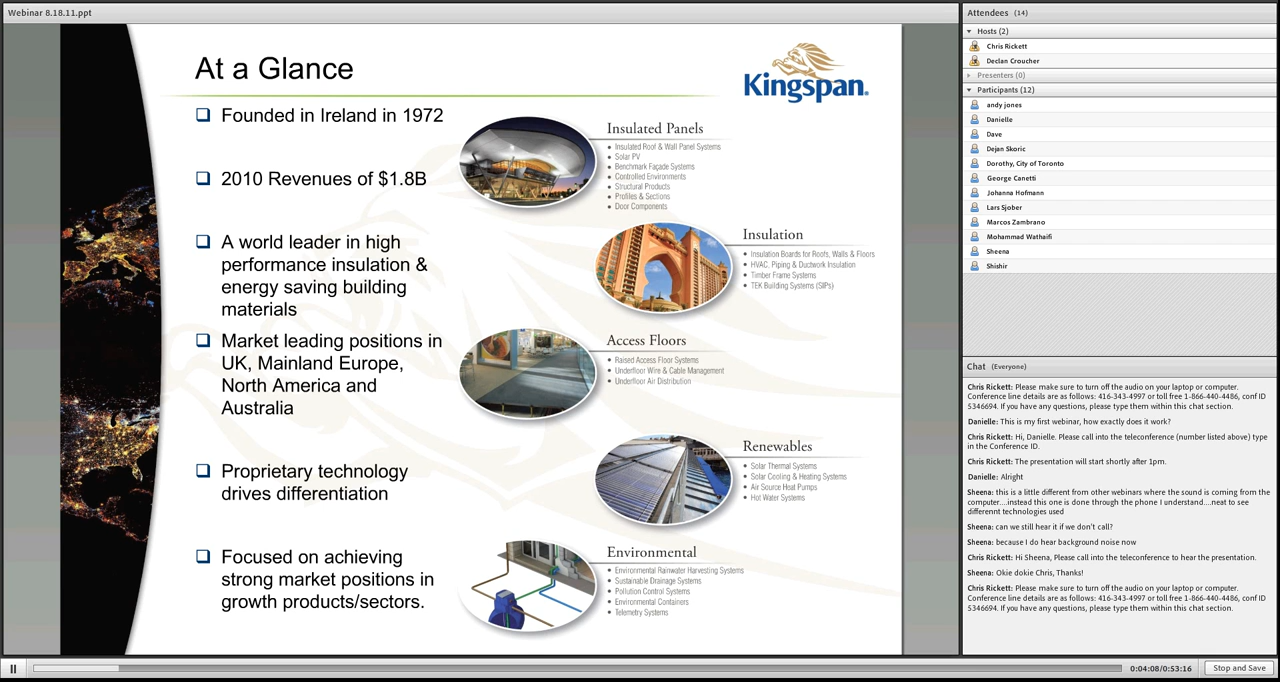 Webinar 8.18.11.ppt
At a Glance
Kingspan.
Founded in Ireland in 1972
2010 Revenues of $1.8B
A world leader in high
performance insulation &
energy saving building
materials
Market leading positions in
UK, Mainland Europe,
North America and
Australia
Proprietary technology
drives differentiation
Focused on achieving
strong market positions in
growth products/sectors.
Insulated Panels
Insulated Roof & Wall Panel Systems
Solar PV
Benchmark Façade Systems
Controlled Environments
Structural Products
Profiles & Sections
Door Components
Insulation
Insulation Boards for Roofs, Walls & Floors
HVAC, Piping & Ductwork Insulation
Timber Frame Systems
TEK Building Systems (SIPs)
Access Floors
Raised Access Floor Systems
Underfloor Wire & Cable Management
Underfloor Air Distribution
Renewables
Solar Thermal Systems
Solar Cooling & Heating Systems
Air Source Heat Pumps
Hot Water Systems
Environmental
Environmental Rainwater Harvesting Systems
Sustainable Drainage Systems
Pollution Control Systems
Environmental Containers
Telemetry Systems
Attendees (14)
Hosts (2)
Chris Rickett
Declan Croucher
Presenters (0)
Participants (12)
andy jones
Danielle
Dave
Dejan Skoric
Dorothy, City of Toronto
George Canetti
Johanna Hofmann
Lars Sjober
Marcos Zambrano
Mohammad Wathaifi
Sheena
Shishir
Chat (Everyone)
Chris Rickett: Please make sure to turn off the audio on your laptop or computer.
Conference line details are as follows: 416-343-4997 or toll free 1-866-440-4486, conf ID
5346694. If you have any questions, please type them within this chat section.
Danielle: This is my first webinar, how exactly does it work?
Chris Rickett: Hi, Danielle. Please call into the teleconference (number listed above) type
in the Conference ID.
Chris Rickett: The presentation will start shortly after 1pm.
Danielle: Alright
Sheena: this is a little different from other webinars where the sound is coming from the
computer....instead this one is done through the phone I understand....neat to see
differennt technologies used
Sheena: can we still hear it if we don't call?
Sheena: because I do hear background noise now
Chris Rickett: Hi Sheena, Please call into the teleconference to hear the presentation.
Sheena: Okie dokie Chris, Thanks!
Chris Rickett: Please make sure to turn off the audio on your laptop or computer.
Conference line details are as follows: 416-343-4997 or toll free 1-866-440-4486, conf ID
5346694. If you have any questions, please type them within this chat section.
0:04:08/0:53:16
Stop and Save